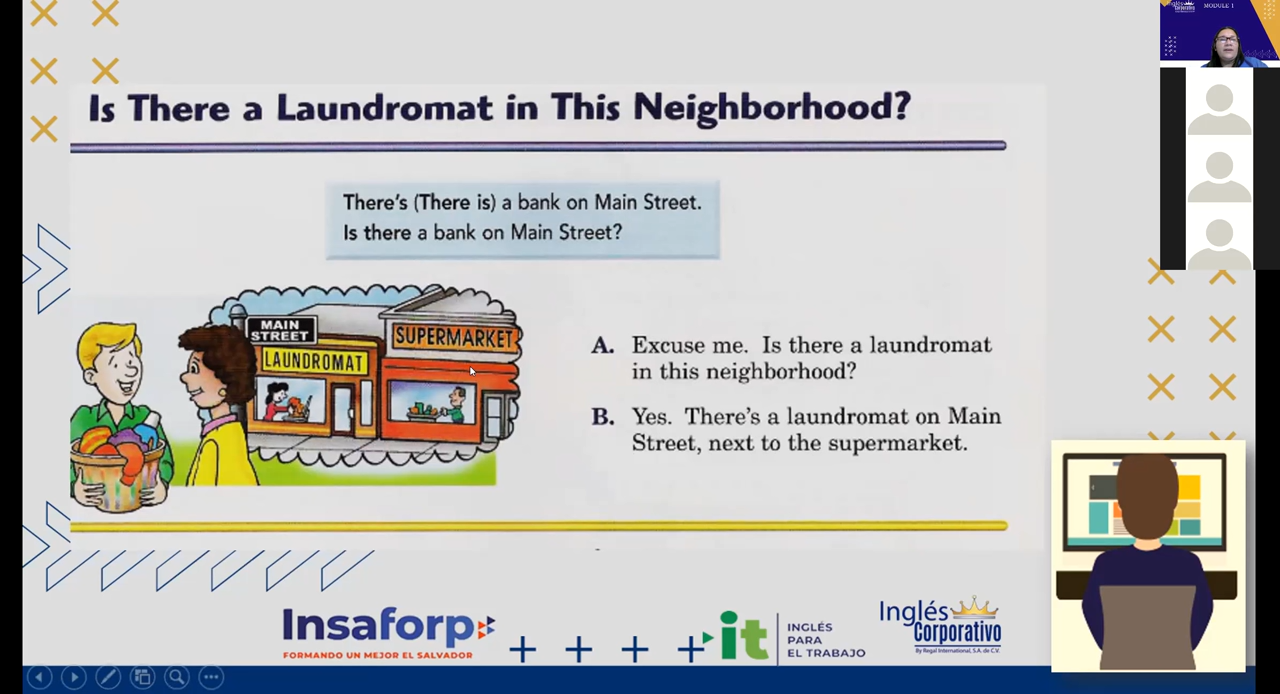 Inglés
Corporativo
MODULE 1
Is There a Laundromat in This Neighborhood?
There's (There is) a bank on Main Street.
Is there a bank on Main Street?
MAIN
STREET
LAUNDROMAT
SUPERMARKET
A. Excuse me. Is there a laundromat
in this neighborhood?
B. Yes. There's a laundromat on Main
Street, next to the supermarket.
Insaforp
FORMANDO UN MEJOR EL SALVADOR
it
INGLÉS
PARA
EL TRABAJO
Inglés
Corporativo
By Regal International, S.A. de C.V.